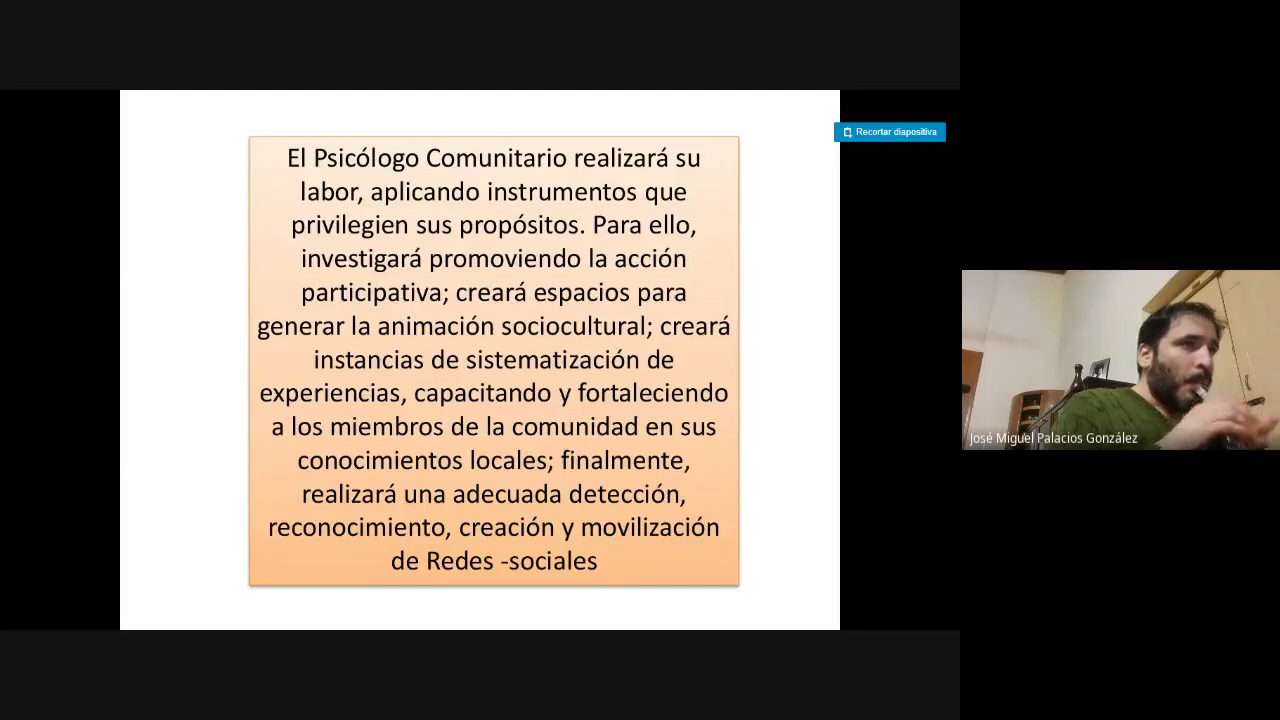 El Psicólogo Comunitario realizará su
labor, aplicando instrumentos que
privilegien sus propósitos. Para ello,
investigará promoviendo la acción
participativa; creará espacios para
generar la animación sociocultural; creará
instancias de sistematización de
experiencias, capacitando y fortaleciendo
a los miembros de la comunidad en sus
conocimientos locales; finalmente,
realizará una adecuada detección,
reconocimiento, creación y movilización
de Redes -sociales
Recortar diapositiva
José Miguel Palacios González